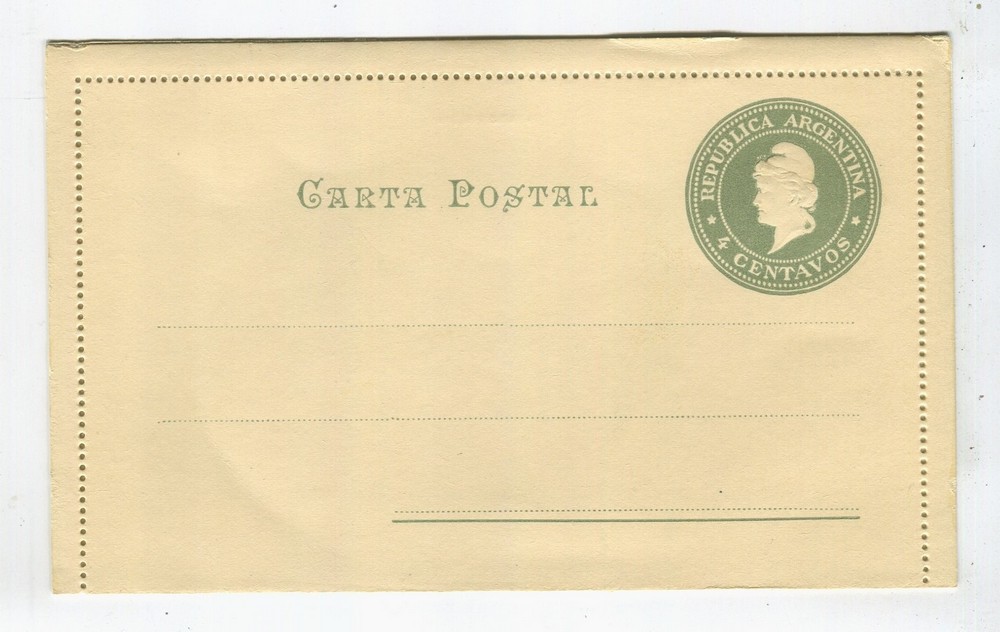 CARTA POSTAL
REPUBLICA ARGENTINA
4 CENTAVOS